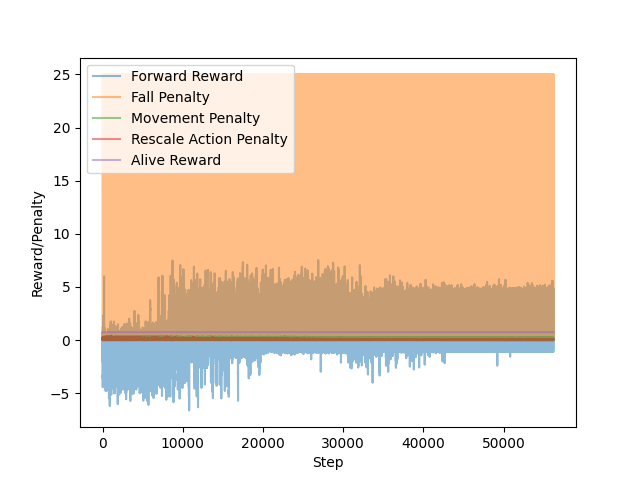 Forward Reward
Fall Penalty
Movement Penalty
Rescale Action Penalty
Alive Reward
25
20
15
10
5
0
−5
Reward/Penalty
0 10000 20000 30000 40000 50000
Step